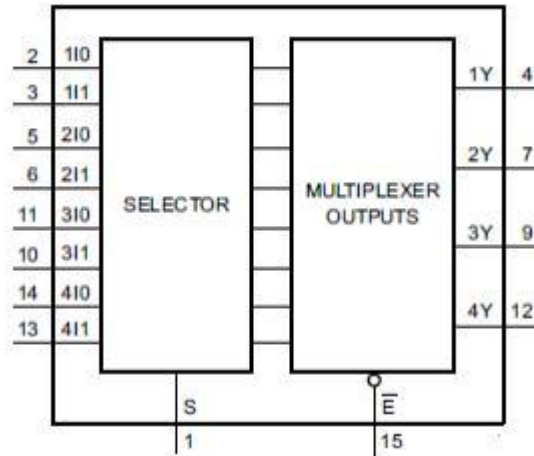 2 1I0 1Y 4
3 1I1
5 2I0 2Y 7
6 2I1
SELECTOR MULTIPLEXER
OUTPUTS
11 3I0 3Y 9
10 3I1
14 4I0 4Y 12
13 4I1
S E̅
1 15